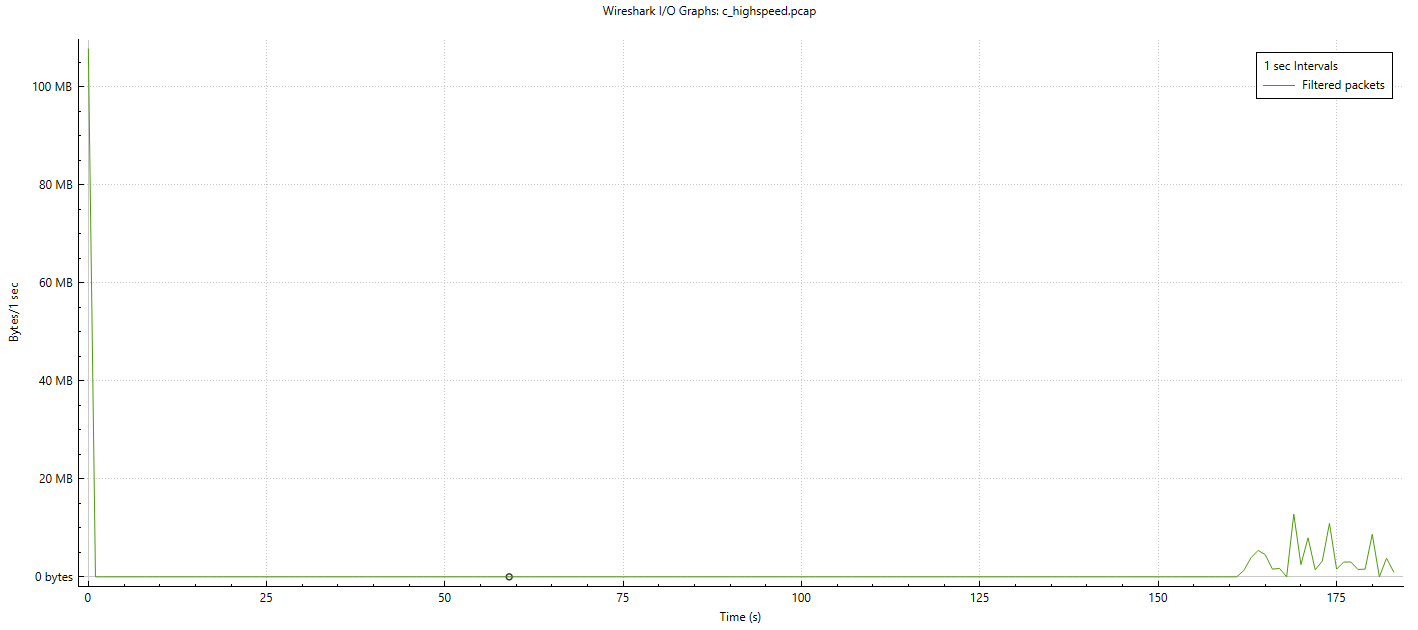 Wireshark I/O Graphs: c_highspeed.pcap
1 sec Intervals
Filtered packets
100 MB
80 MB
60 MB
40 MB
20 MB
0 bytes
Bytes/1 sec
0 25 50 75 100 125 150 175
Time (s)